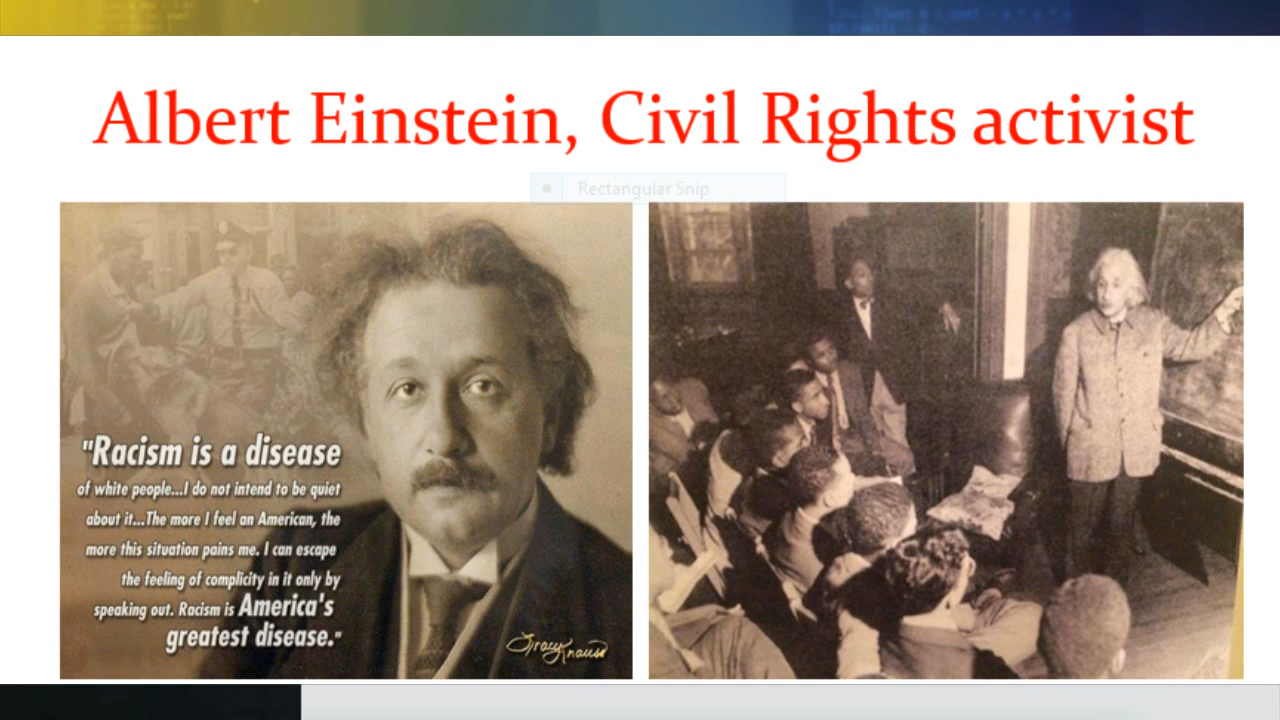 Albert Einstein, Civil Rights activist
Rectangular Snip
"Racism is a disease
of white people...I do not intend to be quiet
about it...The more I feel an American, the
more this situation pains me. I can escape
the feeling of complicity in it only by
speaking out. Racism is America's
greatest disease."
Tracy Knauss